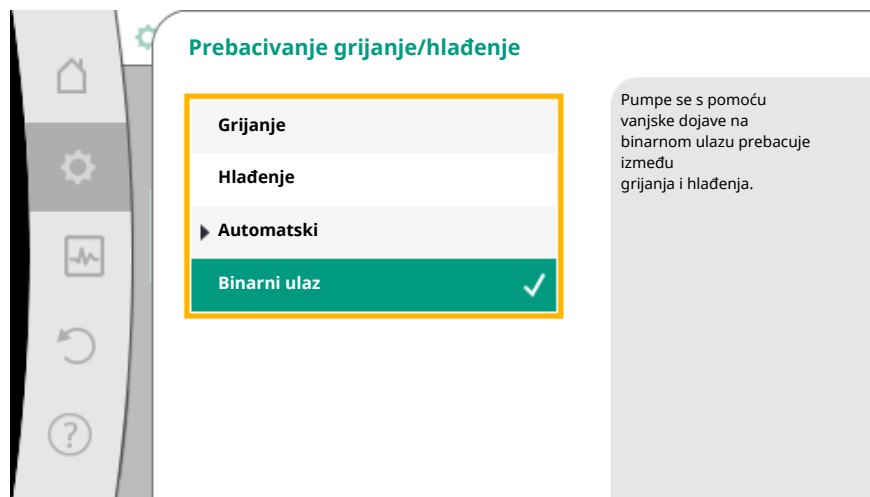 Prebacivanje grijanje/hlađenje
Grijanje
Hlađenje
Automatski
Binarni ulaz
Pumpe se s pomoću
vanjske dojave na
binarnom ulazu prebacuje
između
grijanja i hlađenja.
?